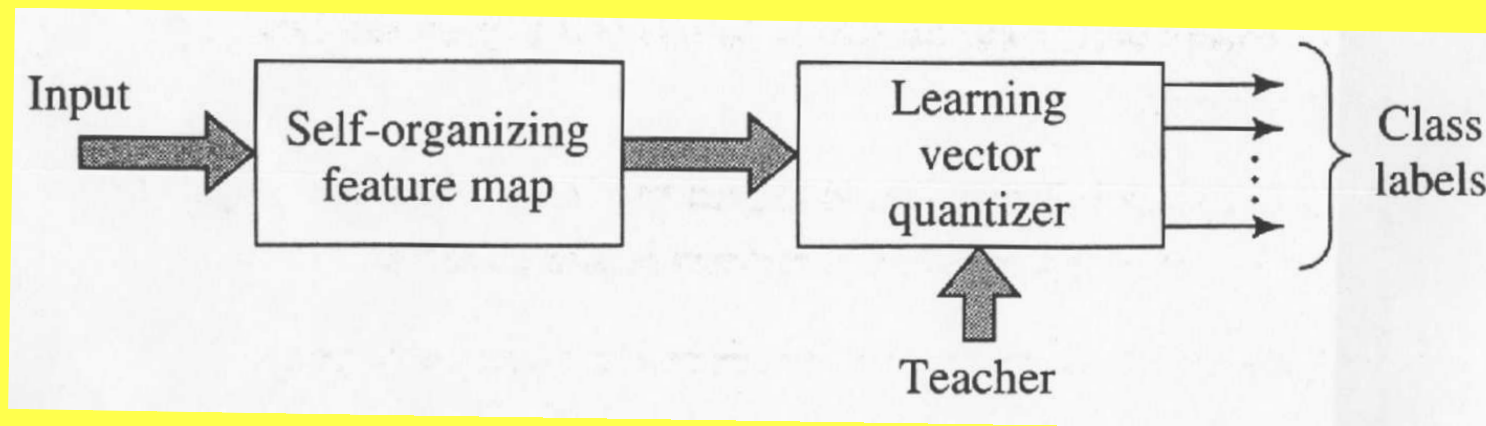 Input
Self-organizing
feature map
Learning
vector
quantizer
Class
labels
Teacher